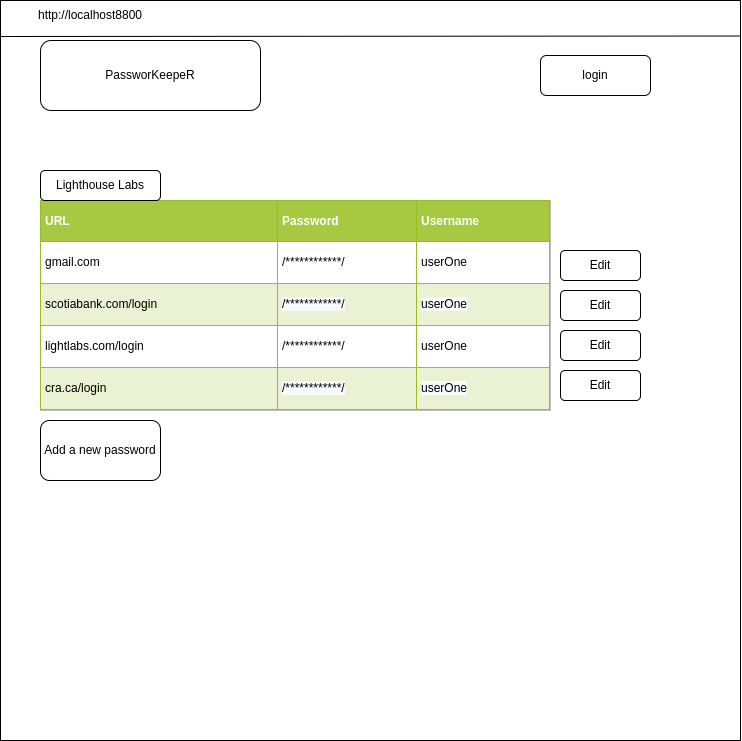 http://localhost8800
PassworKeepeR
login
Lighthouse Labs
URL Password Username
gmail.com /************/ userOne
Edit
scotiabank.com/login /************/ userOne
Edit
lightlabs.com/login /************/ userOne
Edit
cra.ca/login /************/ userOne
Edit
Add a new password